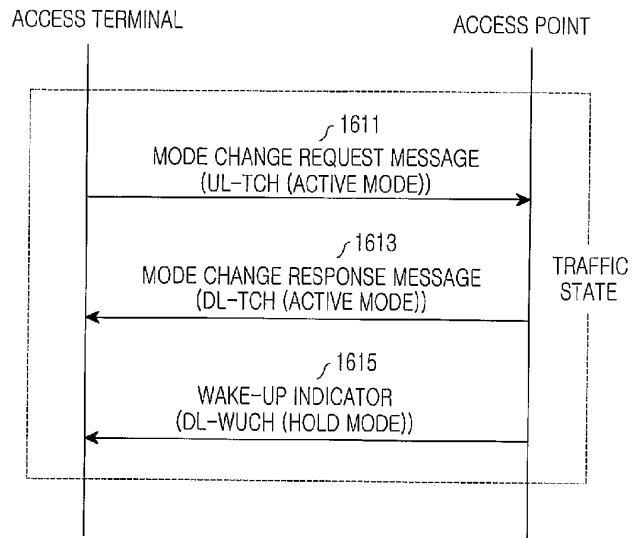 ACCESS TERMINAL
ACCESS POINT
1611
MODE CHANGE REQUEST MESSAGE
(UL-TCH (ACTIVE MODE))
1613
MODE CHANGE RESPONSE MESSAGE
(DL-TCH (ACTIVE MODE))
TRAFFIC
STATE
1615
WAKE-UP INDICATOR
(DL-WUCH (HOLD MODE))